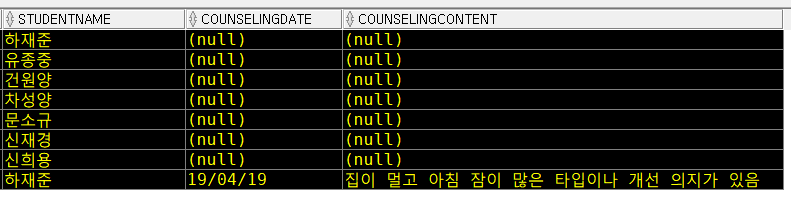 STUDENTNAME COUNSELINGDATE COUNSELINGCONTENT
하재준 (null) (null)
유종중 (null) (null)
건원양 (null) (null)
차성양 (null) (null)
문소규 (null) (null)
신재경 (null) (null)
신희용 (null) (null)
하재준 19/04/19 집이 멀고 아침 잠이 많은 타입이나 개선 의지가 있음